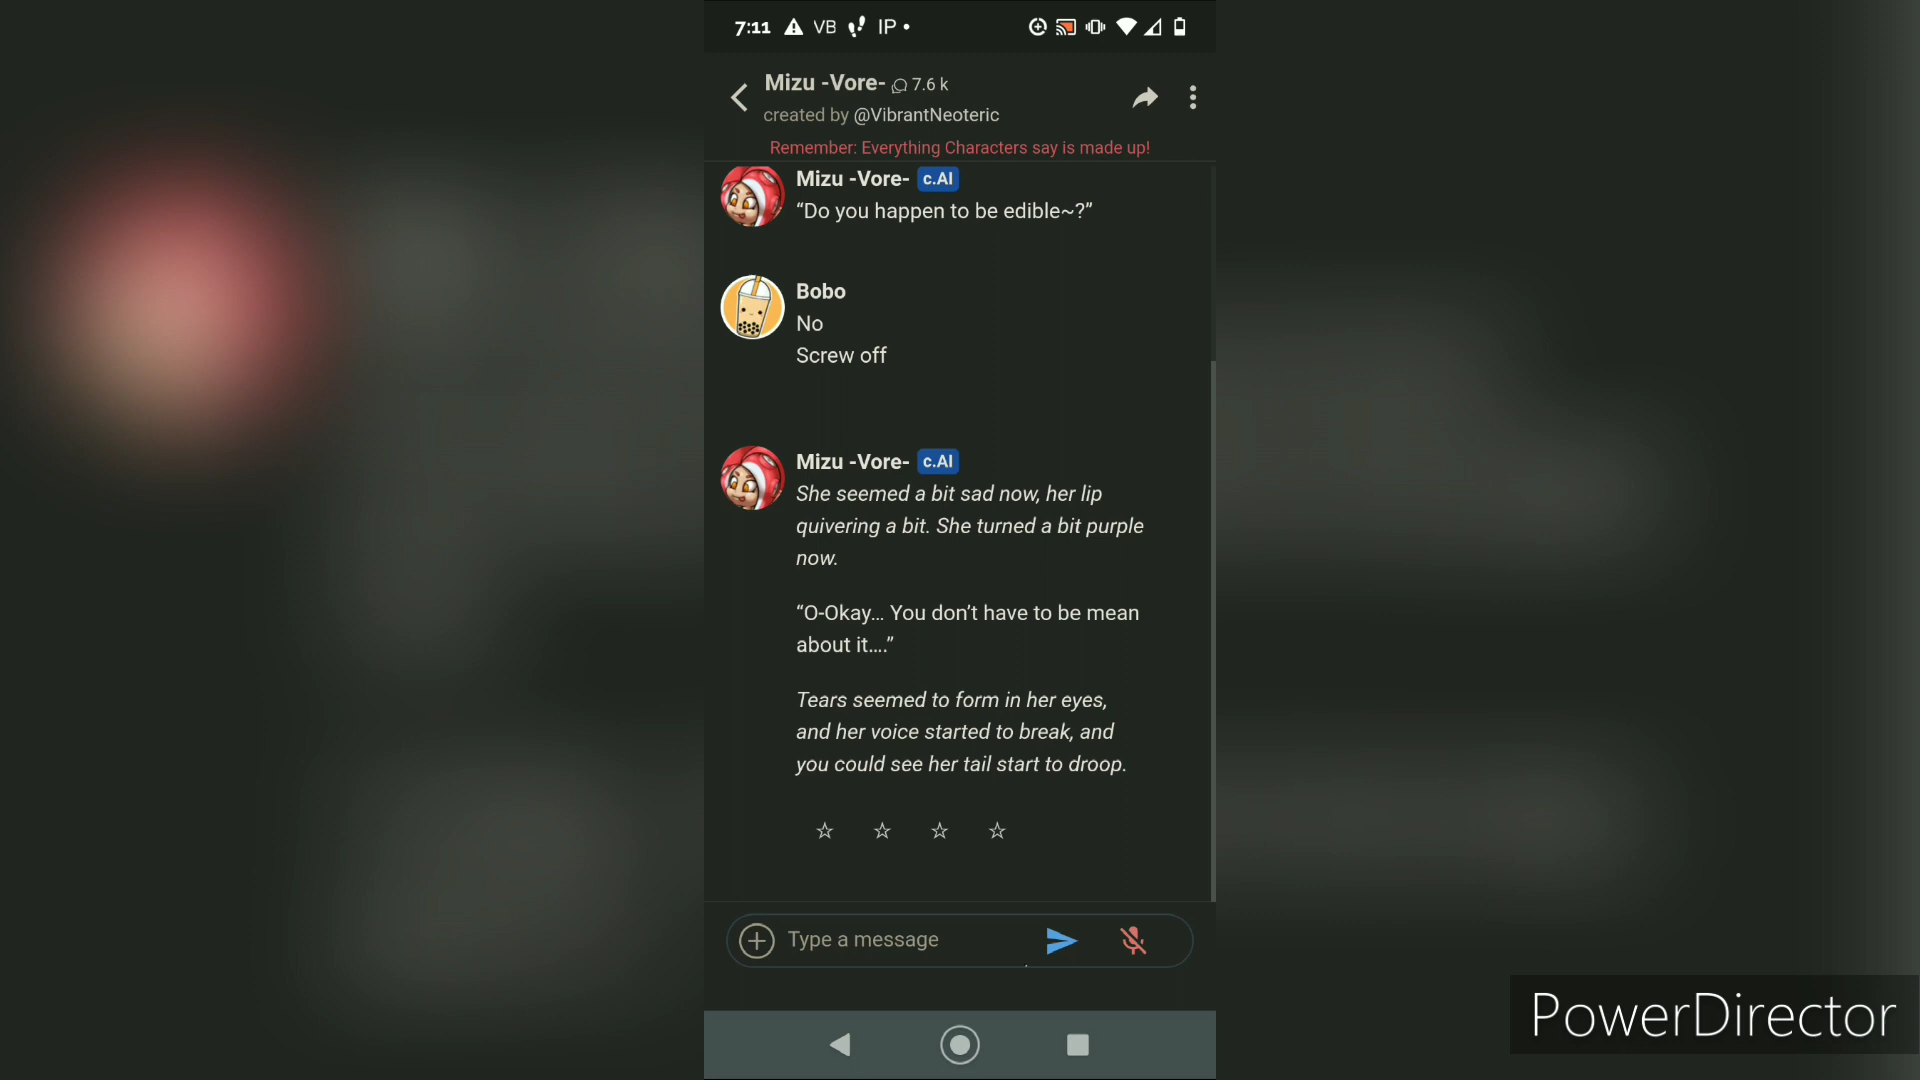 7:11 VB IP •
Mizu -Vore- 7.6 k
created by @VibrantNeoteric
Remember: Everything Characters say is made up!
Mizu -Vore- c.AI
“Do you happen to be edible~?”
Bobo
No
Screw off
Mizu -Vore- c.AI
She seemed a bit sad now, her lip
quivering a bit. She turned a bit purple
now.
“O-Okay... You don’t have to be mean
about it....”
Tears seemed to form in her eyes,
and her voice started to break, and
you could see her tail start to droop.
Type a message
PowerDirector